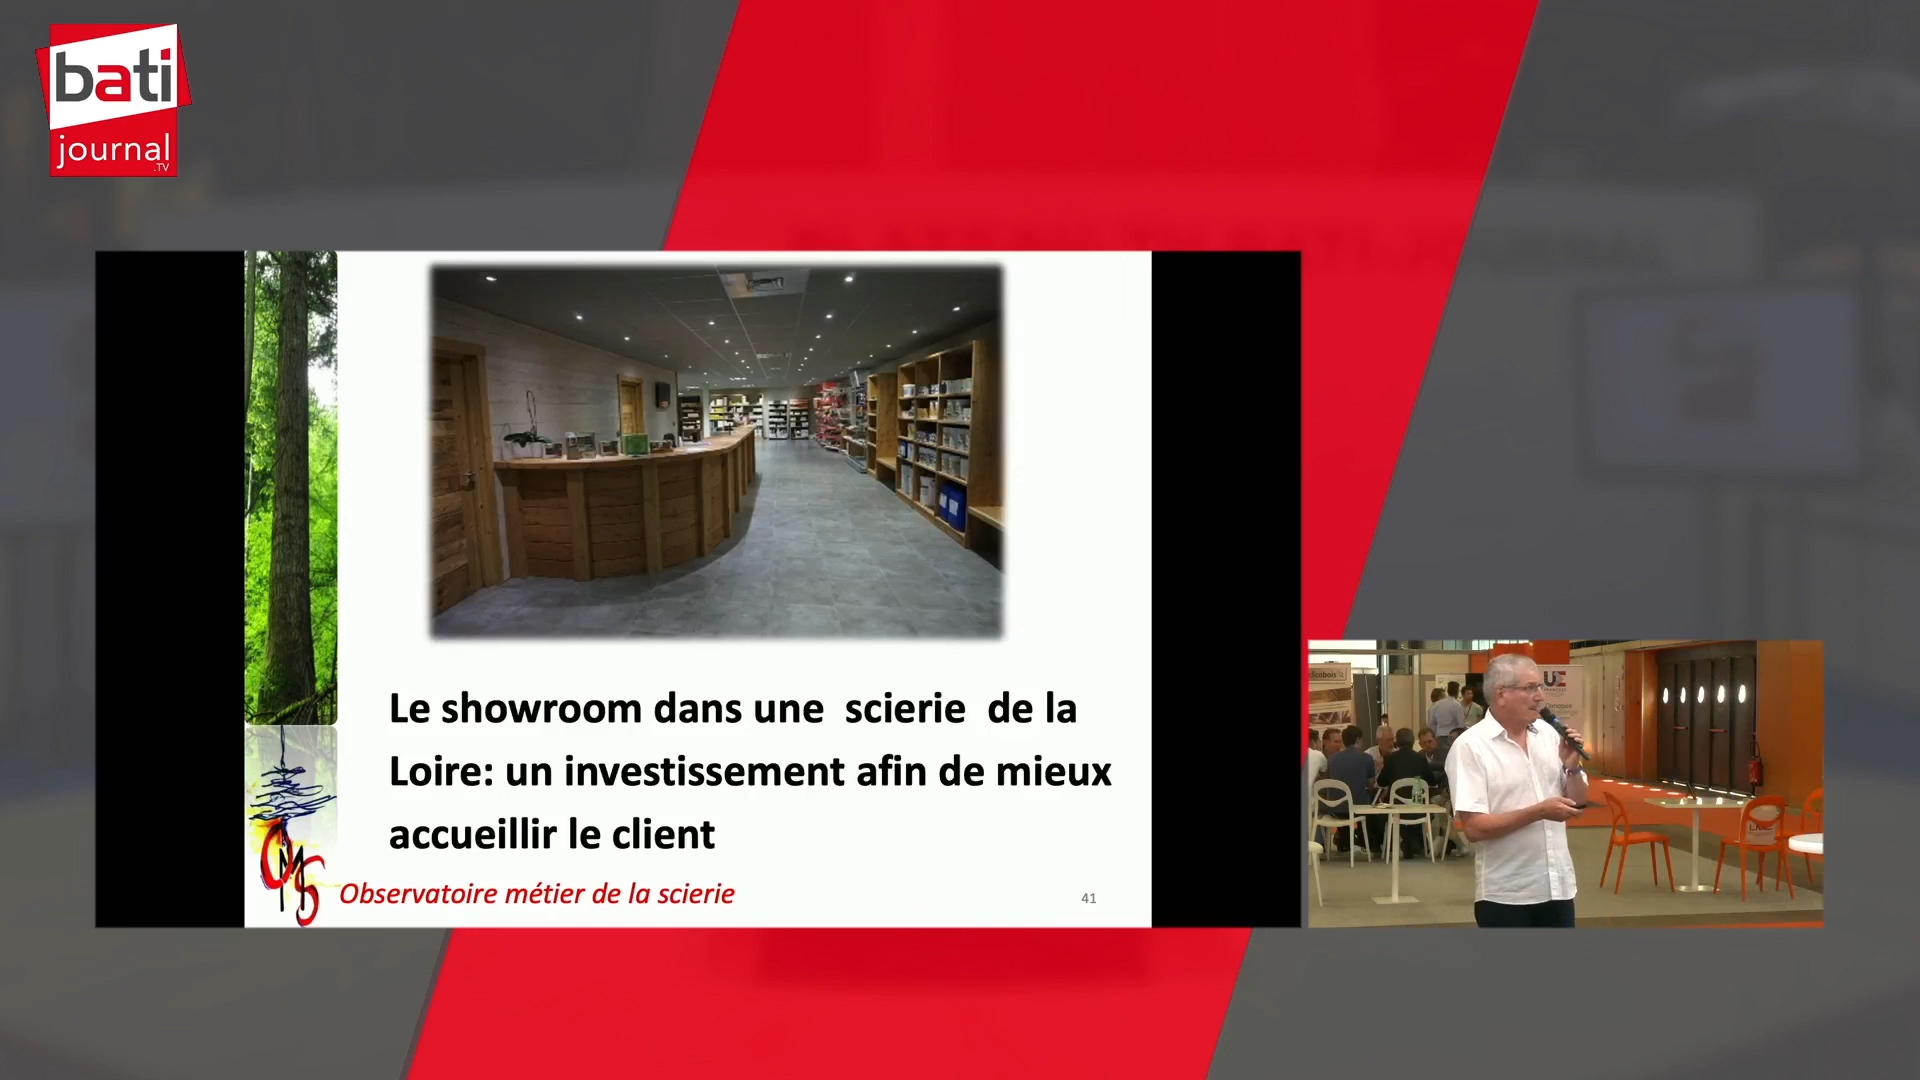 bati
journal
.TV
Le showroom dans une scierie de la
Loire: un investissement afin de mieux
accueillir le client
OMS
Observatoire métier de la scierie
41